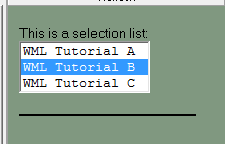 This is a selection list:
WML Tutorial A
WML Tutorial B
WML Tutorial C